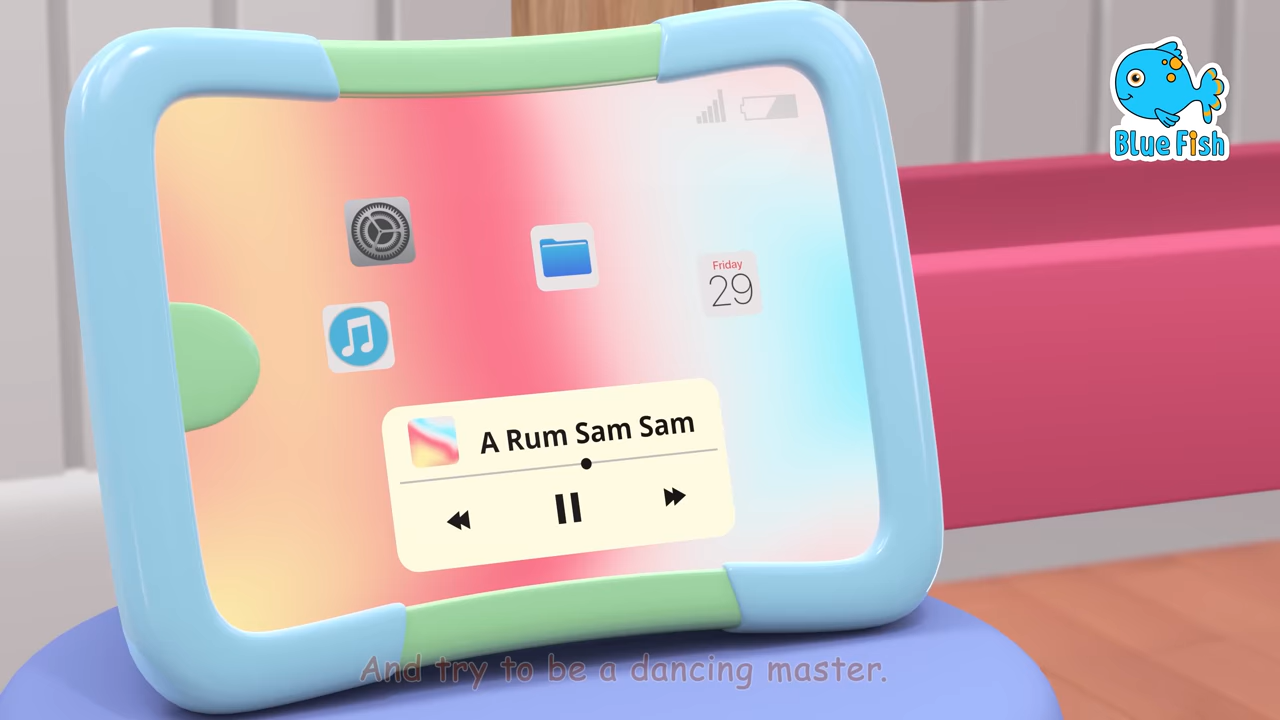 Blue Fish
Friday
29
A Rum Sam Sam
And try to be a dancing master.